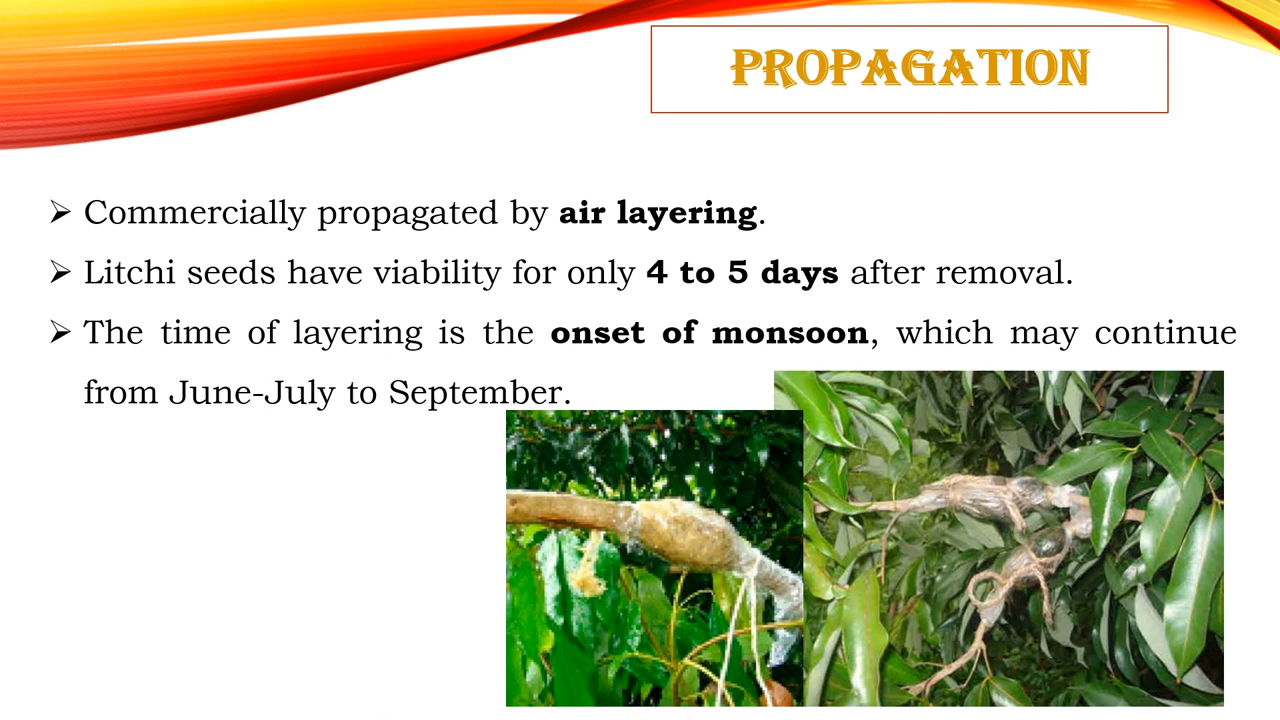 PROPAGATION
➢ Commercially propagated by air layering.
➢ Litchi seeds have viability for only 4 to 5 days after removal.
➢ The time of layering is the onset of monsoon, which may continue
from June-July to September.